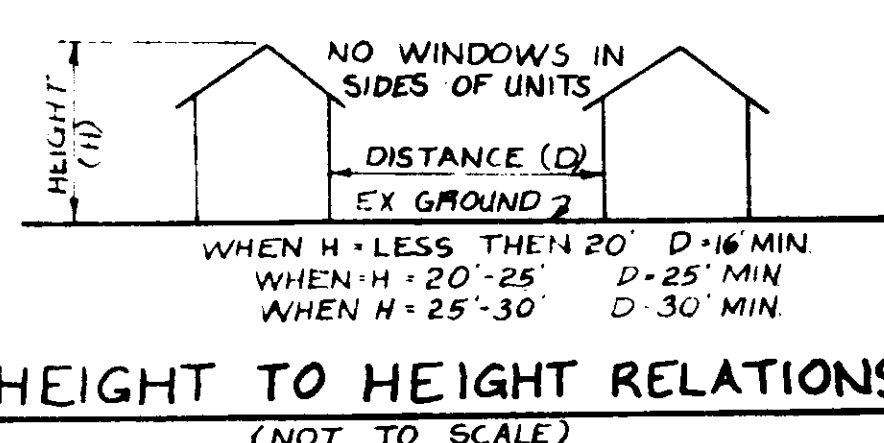 NO WINDOWS IN
SIDES OF UNITS
HEIGHT
(H)
DISTANCE (D)
EX GROUND
WHEN H = LESS THEN 20' D=16' MIN.
WHEN=H = 20'-25' D=25' MIN
WHEN H = 25'-30' D-30' MIN.
HEIGHT TO HEIGHT RELATIONS
(NOT TO SCALE)